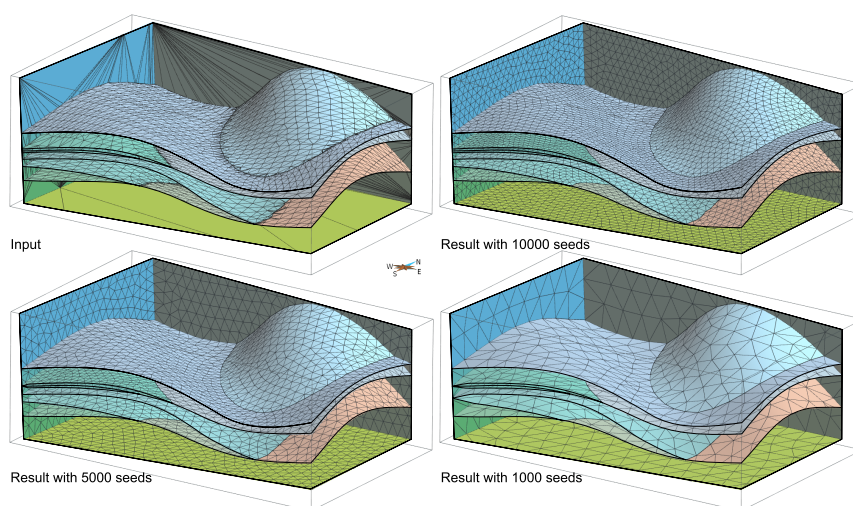 Input
Result with 10000 seeds
W N
S E
Result with 5000 seeds
Result with 1000 seeds